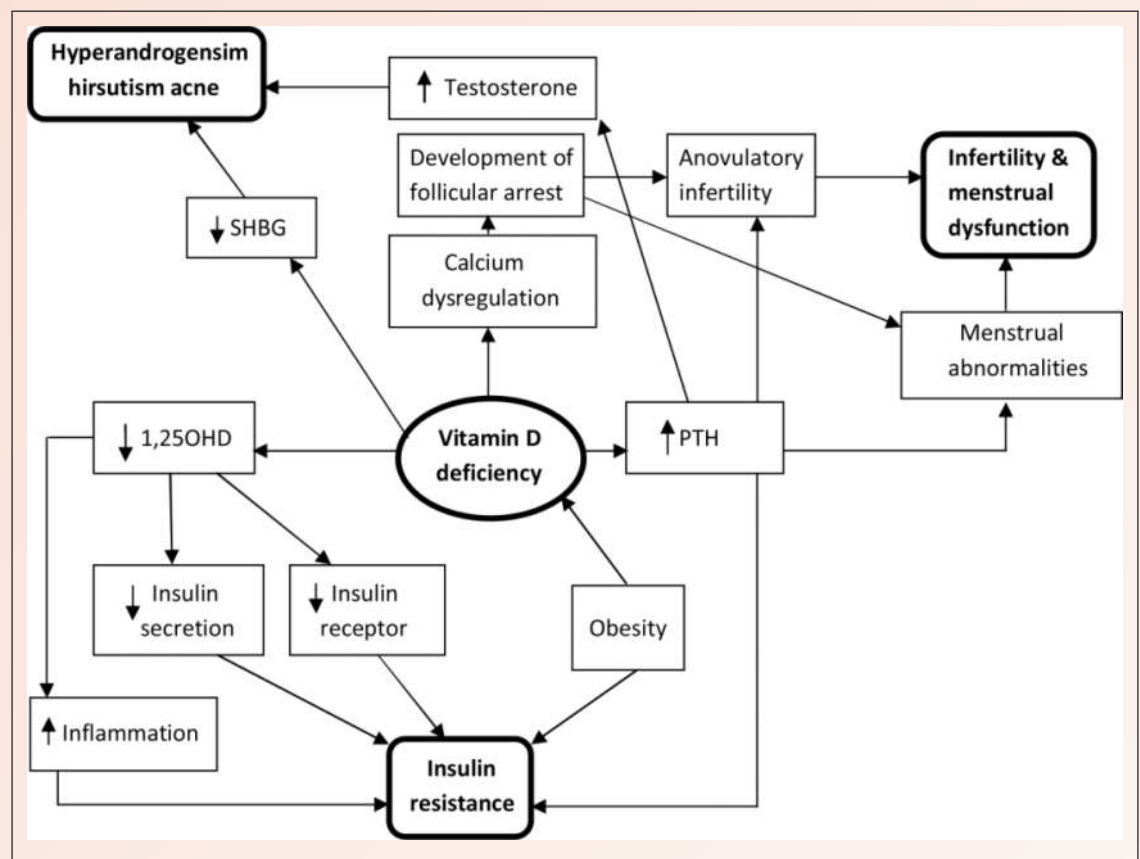 Hyperandrogensim
hirsutism acne
↑ Testosterone
Development of
follicular arrest
Anovulatory
infertility
Infertility &
menstrual
dysfunction
↓ SHBG
Calcium
dysregulation
Menstrual
abnormalities
↓ 1,25OHD
Vitamin D
deficiency
↑ PTH
↓ Insulin
secretion
↓ Insulin
receptor
Obesity
↑ Inflammation
Insulin
resistance